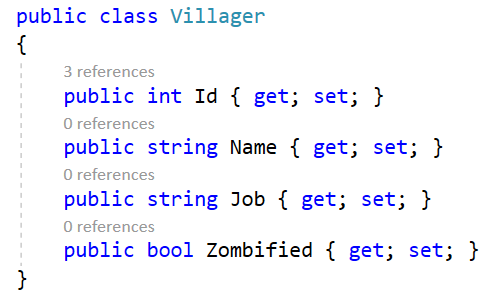 public class Villager
{
3 references
public int Id { get; set; }
0 references
public string Name { get; set; }
0 references
public string Job { get; set; }
0 references
public bool Zombified { get; set; }
}